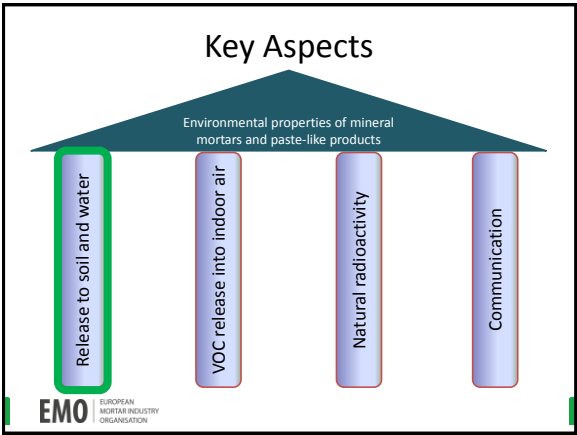 Key Aspects
Environmental properties of mineral
mortars and paste-like products
Release to soil and water
VOC release into indoor air
Natural radioactivity
Communication
EMO
EUROPEAN
MORTAR INDUSTRY
ORGANISATION